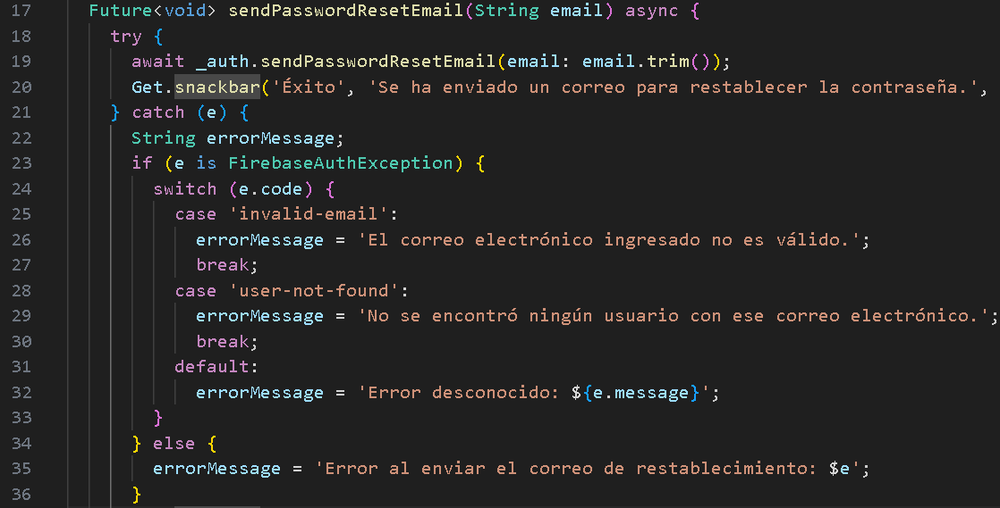 17 Future<void> sendPasswordResetEmail(String email) async {
18 try {
19 await _auth.sendPasswordResetEmail(email: email.trim());
20 Get.snackbar('Éxito', 'Se ha enviado un correo para restablecer la contraseña.',
21 } catch (e) {
22 String errorMessage;
23 if (e is FirebaseAuthException) {
24 switch (e.code) {
25 case 'invalid-email':
26 errorMessage = 'El correo electrónico ingresado no es válido.';
27 break;
28 case 'user-not-found':
29 errorMessage = 'No se encontró ningún usuario con ese correo electrónico.';
30 break;
31 default:
32 errorMessage = 'Error desconocido: ${e.message}';
33 }
34 } else {
35 errorMessage = 'Error al enviar el correo de restablecimiento: $e';
36 }